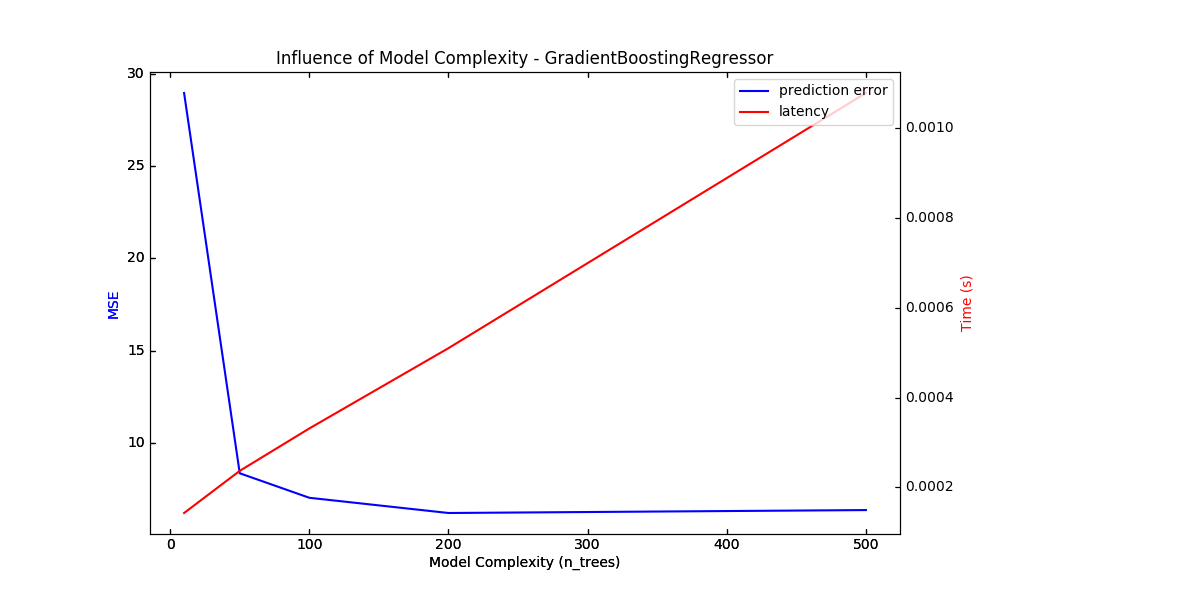 Influence of Model Complexity - GradientBoostingRegressor
prediction error
latency
30
25
20
15
10
MSE
0.0010
0.0008
0.0006
0.0004
0.0002
Time (s)
0 100 200 300 400 500
Model Complexity (n_trees)